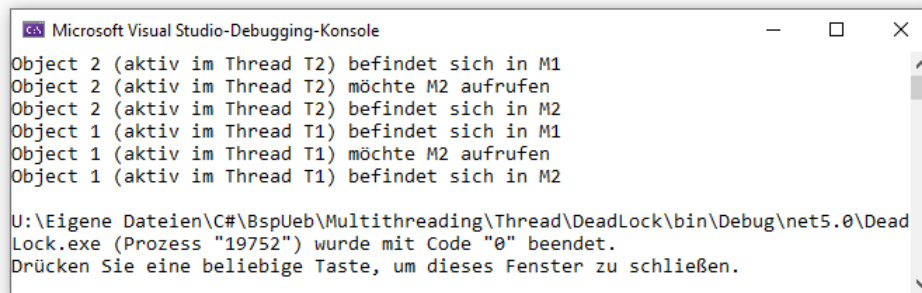 Microsoft Visual Studio-Debugging-Konsole
Object 2 (aktiv im Thread T2) befindet sich in M1
Object 2 (aktiv im Thread T2) möchte M2 aufrufen
Object 2 (aktiv im Thread T2) befindet sich in M2
Object 1 (aktiv im Thread T1) befindet sich in M1
Object 1 (aktiv im Thread T1) möchte M2 aufrufen
Object 1 (aktiv im Thread T1) befindet sich in M2
U:\Eigene Dateien\C#\BspUeb\Multithreading\Thread\DeadLock\bin\Debug\net5.0\Dead
Lock.exe (Prozess "19752") wurde mit Code "0" beendet.
Drücken Sie eine beliebige Taste, um dieses Fenster zu schließen.